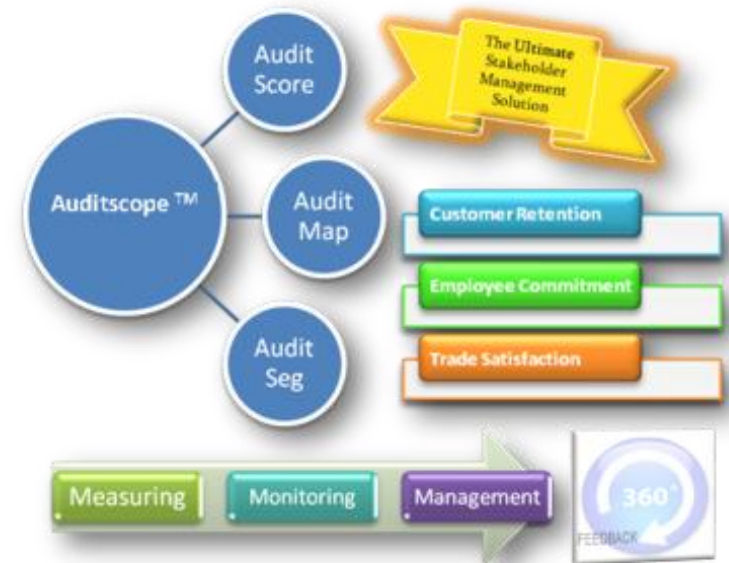 Audit
Score
The Ultimate
Stakeholder
Management
Solution
Auditscope ™
Audit
Map
Customer Retention
Employee Commitment
Audit
Seg
Trade Satisfaction
Measuring
Monitoring
Management
360°
FEEDBACK